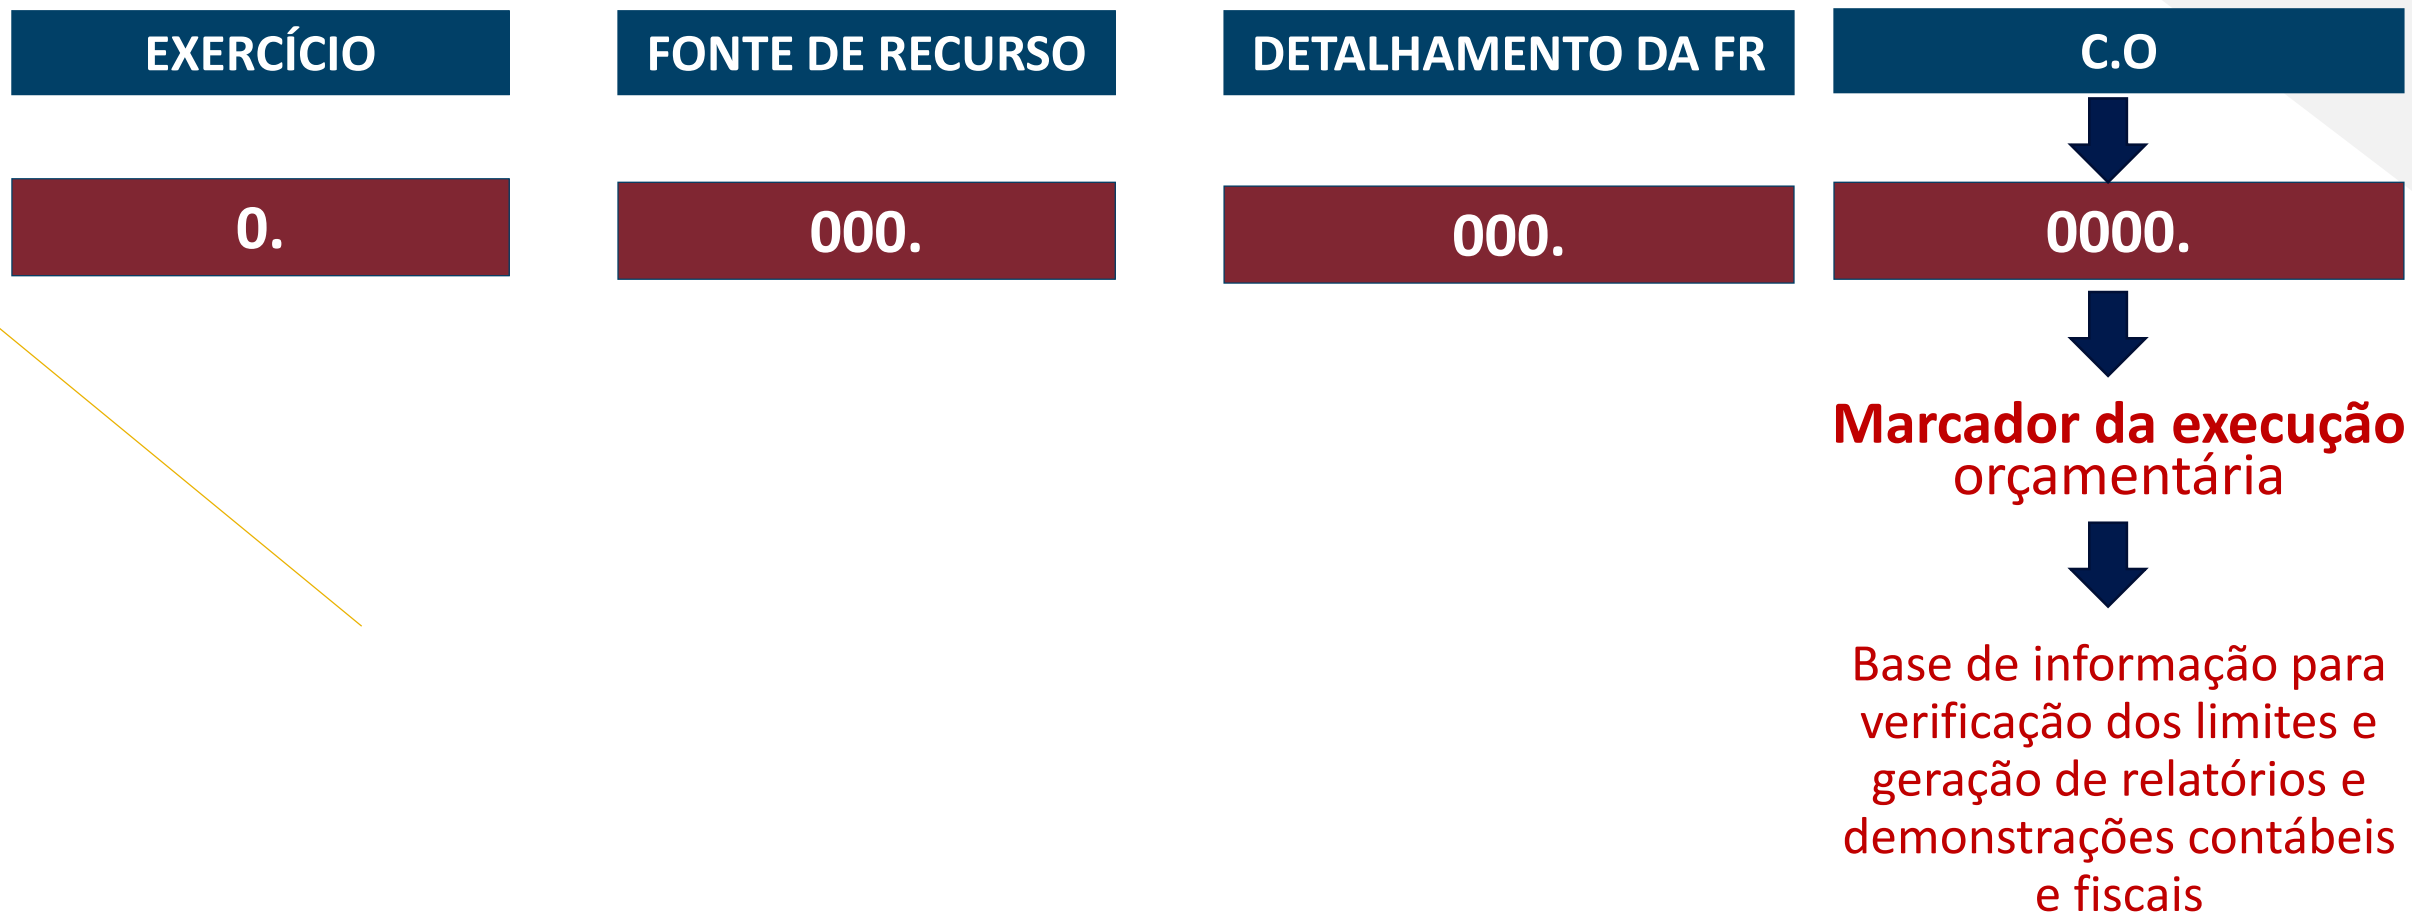 EXERCÍCIO
FONTE DE RECURSO
DETALHAMENTO DA FR
C.O
0.
000.
000.
0000.
Marcador da execução
orçamentária
Base de informação para
verificação dos limites e
geração de relatórios e
demonstrações contábeis
e fiscais